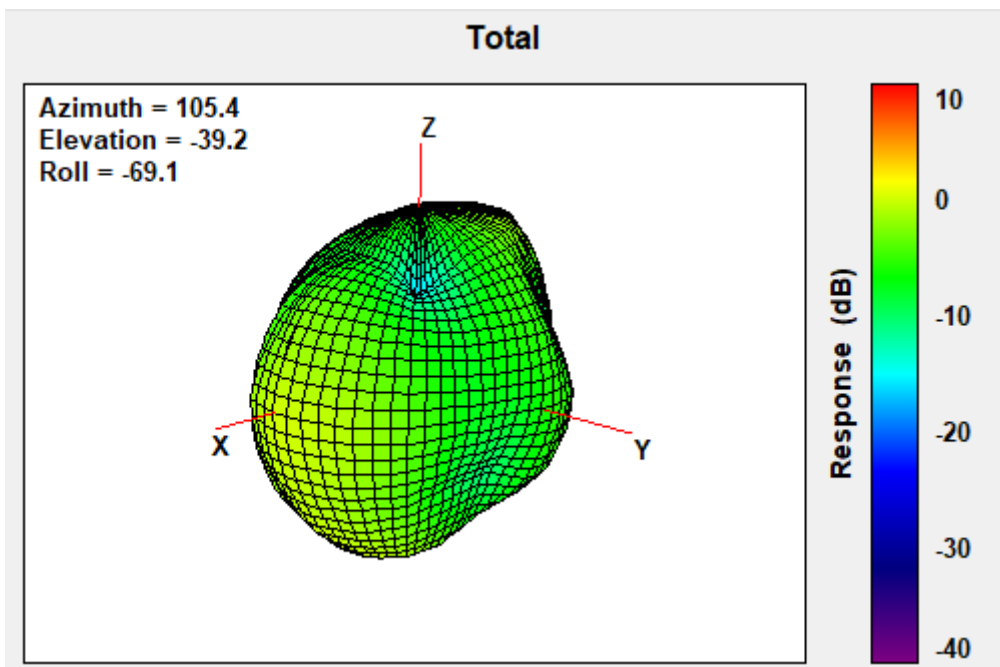 Total
Azimuth = 105.4
Elevation = -39.2
Roll = -69.1
Z
X
Y
10
0
-10
-20
-30
-40
Response (dB)